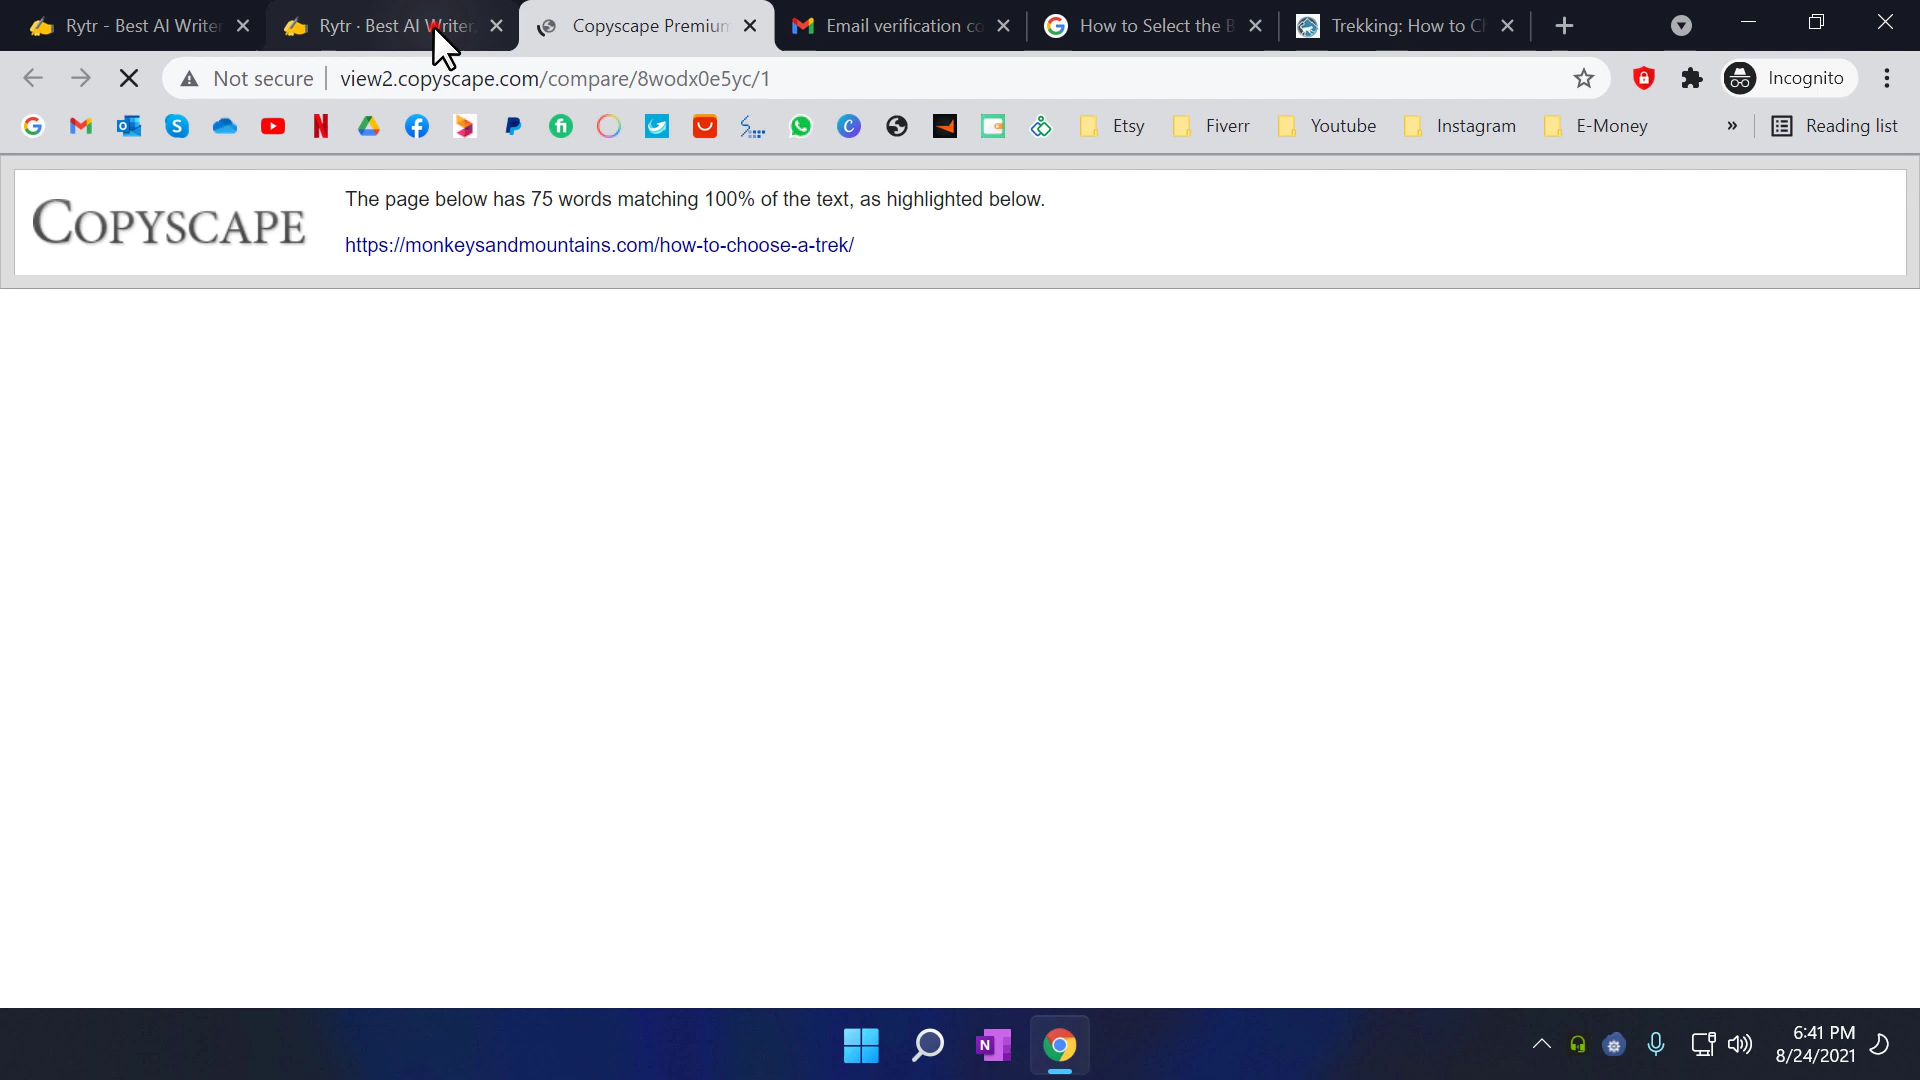 Rytr - Best AI Writer
Rytr · Best AI Writer,
Copyscape Premium
Email verification co
How to Select the B
Trekking: How to Ch
Not secure
view2.copyscape.com/compare/8wodx0e5yc/1
Incognito
Etsy
Fiverr
Youtube
Instagram
E-Money
»
Reading list
COPYSCAPE
The page below has 75 words matching 100% of the text, as highlighted below.
https://monkeysandmountains.com/how-to-choose-a-trek/
6:41 PM
8/24/2021